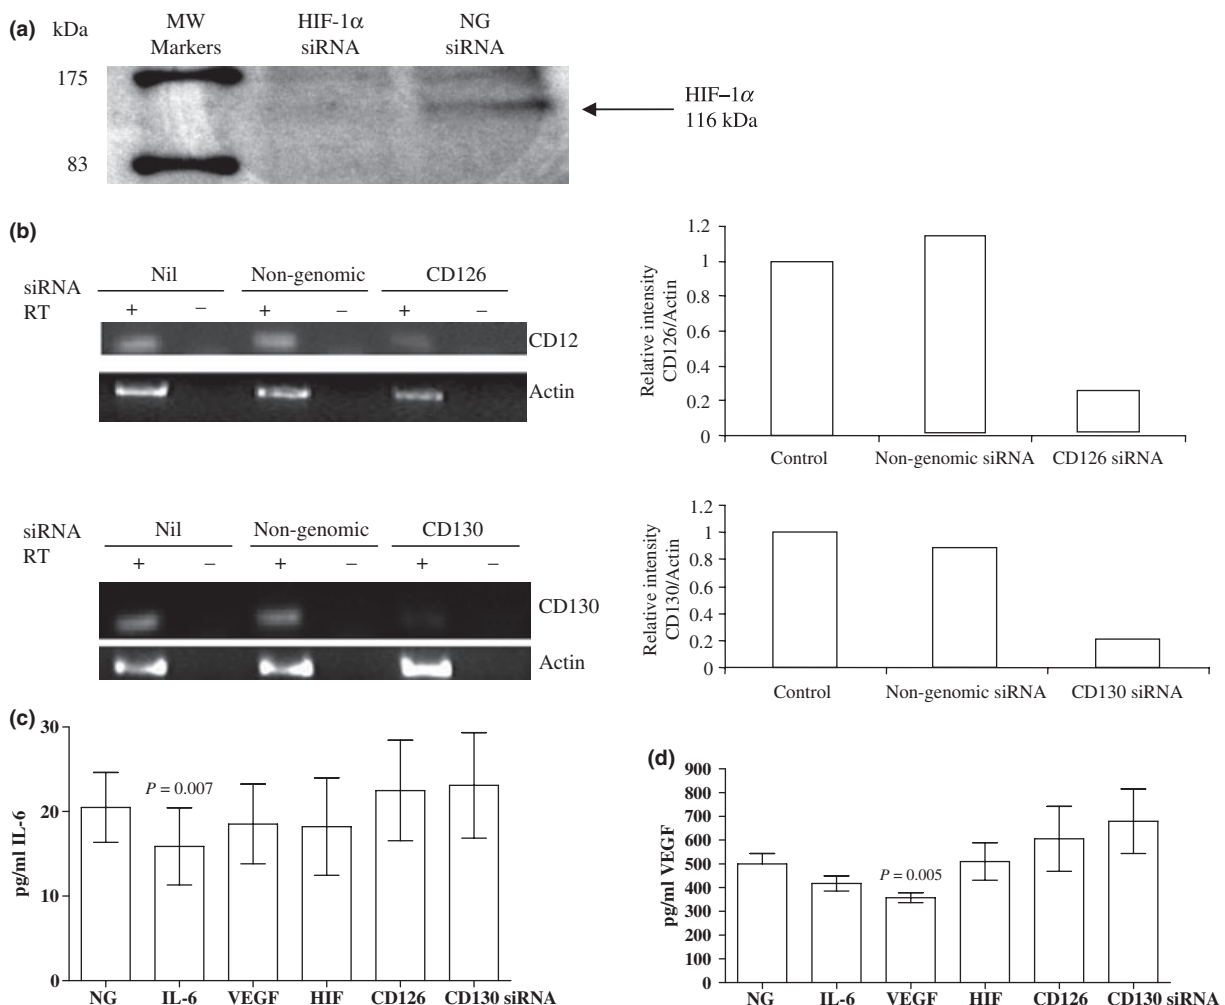 (a) kDa MW Markers HIF-1α siRNA NG siRNA
175
HIF–1α
116 kDa
83
(b)
siRNA Nil Non-genomic CD126
RT + – + – + –
CD12
Actin
1.2
1
0.8
0.6
0.4
0.2
0
Relative intensity
CD126/Actin
Control Non-genomic siRNA CD126 siRNA
siRNA Nil Non-genomic CD130
RT + – + – + –
CD130
Actin
1.2
1
0.8
0.6
0.4
0.2
0
Relative intensity
CD130/Actin
Control Non-genomic siRNA CD130 siRNA
(c)
30
20
10
0
pg/ml IL-6
P = 0.007
NG IL-6 VEGF HIF CD126 CD130 siRNA
(d)
900
800
700
600
500
400
300
200
100
0
pg/ml VEGF
P = 0.005
NG IL-6 VEGF HIF CD126 CD130 siRNA